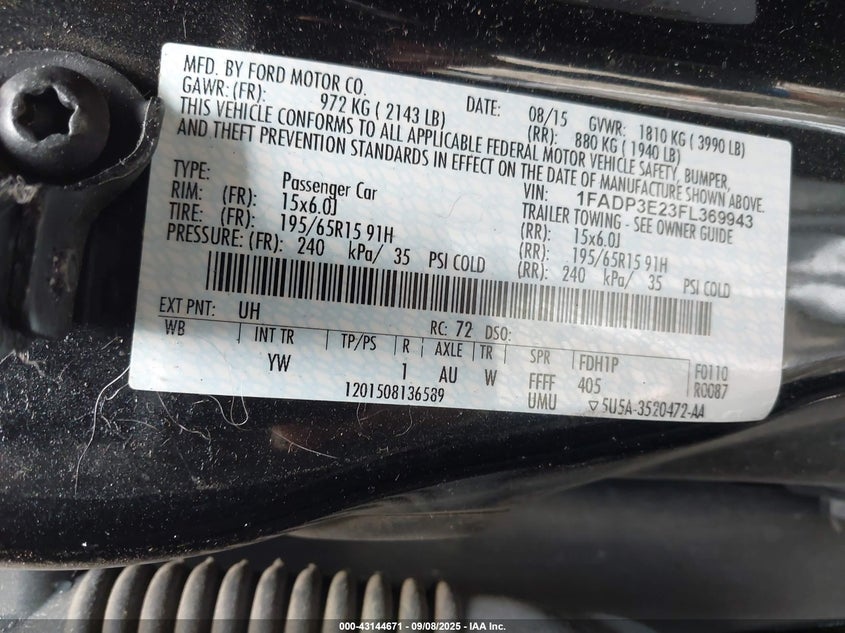 MFD. BY FORD MOTOR CO.
DATE: 08/15 GVWR: 1810 KG ( 3990 LB)
GAWR: (FR): 972 KG ( 2143 LB) (RR): 880 KG ( 1940 LB)
THIS VEHICLE CONFORMS TO ALL APPLICABLE FEDERAL MOTOR VEHICLE SAFETY, BUMPER,
AND THEFT PREVENTION STANDARDS IN EFFECT ON THE DATE OF MANUFACTURE SHOWN ABOVE.
VIN: 1FADP3E23FL369943
TYPE: Passenger Car TRAILER TOWING - SEE OWNER GUIDE
RIM: (FR): 15x6.0J (RR): 15x6.0J
TIRE: (FR): 195/65R15 91H (RR): 195/65R15 91H
PRESSURE: (FR): 240 kPa/ 35 PSI COLD (RR): 240 kPa/ 35 PSI COLD
EXT PNT: UH RC: 72 DSO:
WB INT TR TP/PS R AXLE TR SPR FDH1P F0110
YW 1 AU W FFFF 405 R0087
1201508136589 UMU ▽5U5A-3520472-AA
000-43144671 - 09/08/2025 - IAA Inc.